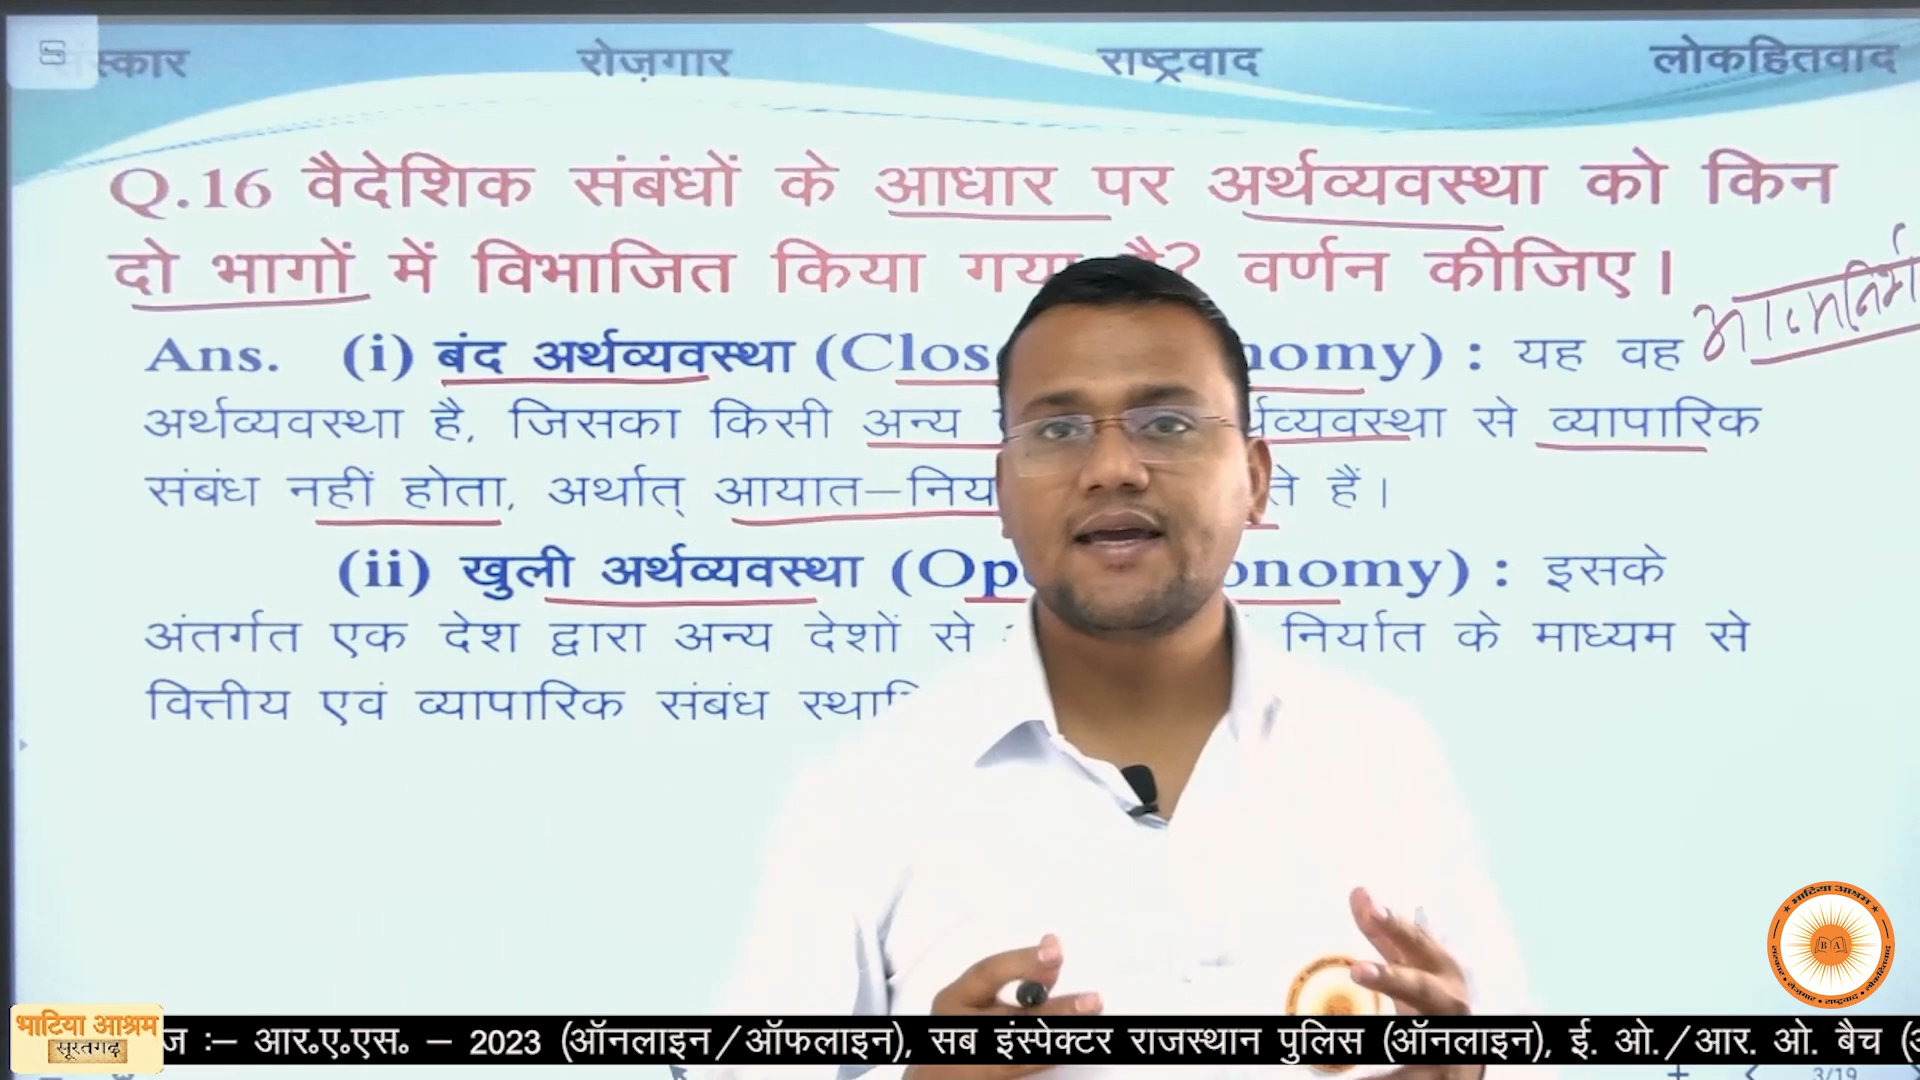 रोज़गार राष्ट्रवाद लोकहितवाद
Q.16 वैदेशिक संबंधों के आधार पर अर्थव्यवस्था को किन
दो भागों में विभाजित किया गया है? वर्णन कीजिए।
Ans. (i) बंद अर्थव्यवस्था (Clos nomy) : यह वह
अर्थव्यवस्था है, जिसका किसी अन्य से व्यापारिक
संबंध नहीं होता, अर्थात् आयात–निर्य ते हैं।
(ii) खुली अर्थव्यवस्था (Op onomy) : इसके
अंतर्गत एक देश द्वारा अन्य देशों से निर्यात के माध्यम से
वित्तीय एवं व्यापारिक संबंध
भाटिया आश्रम
B A
भाटिया आश्रम
सूरतगढ़
ज :– आर.ए.एस. – 2023 (ऑनलाइन/ऑफलाइन), सब इंस्पेक्टर राजस्थान पुलिस (ऑनलाइन), ई. ओ./आर. ओ. बैच (
3/19